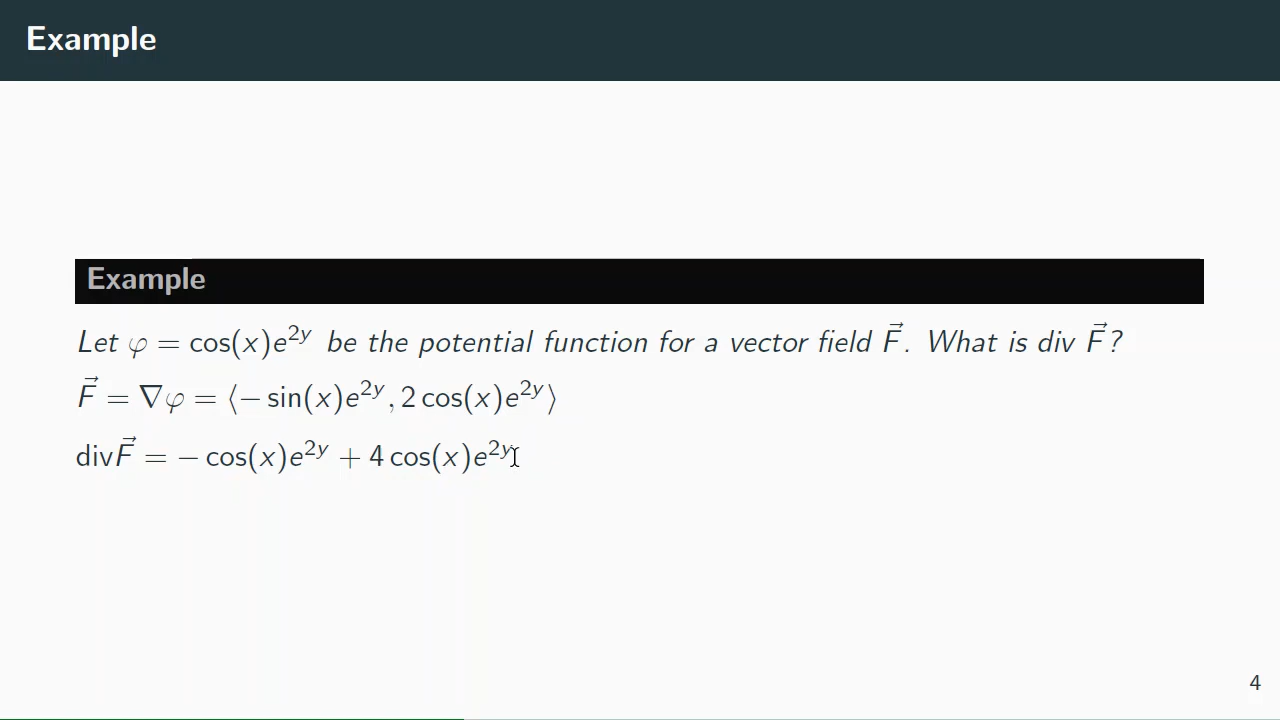 Example
Example
Let φ = cos(x)e^{2y} be the potential function for a vector field F⃗. What is div F⃗?
F⃗ = ∇φ = ⟨− sin(x)e^{2y}, 2 cos(x)e^{2y}⟩
divF⃗ = − cos(x)e^{2y} + 4 cos(x)e^{2y}
4